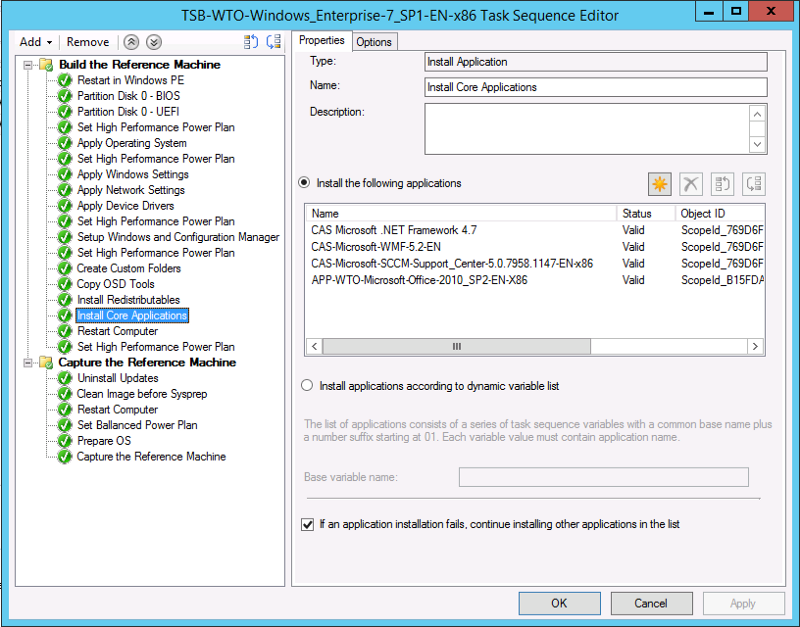 TSB-WTO-Windows_Enterprise-7_SP1-EN-x86 Task Sequence Editor
Add
Remove
Build the Reference Machine
Restart in Windows PE
Partition Disk 0 - BIOS
Partition Disk 0 - UEFI
Set High Performance Power Plan
Apply Operating System
Set High Performance Power Plan
Apply Windows Settings
Apply Network Settings
Apply Device Drivers
Set High Performance Power Plan
Setup Windows and Configuration Manager
Set High Performance Power Plan
Create Custom Folders
Copy OSD Tools
Install Redistributables
Install Core Applications
Restart Computer
Set High Performance Power Plan
Capture the Reference Machine
Uninstall Updates
Clean Image before Sysprep
Restart Computer
Set Ballanced Power Plan
Prepare OS
Capture the Reference Machine
Properties Options
Type: Install Application
Name: Install Core Applications
Description:
Install the following applications
Name Status Object ID
CAS Microsoft .NET Framework 4.7 Valid ScopeId_769D6F
CAS-Microsoft-WMF-5.2-EN Valid ScopeId_769D6F
CAS-Microsoft-SCCM-Support_Center-5.0.7958.1147-EN-x86 Valid ScopeId_769D6F
APP-WTO-Microsoft-Office-2010_SP2-EN-X86 Valid ScopeId_B15FDA
Install applications according to dynamic variable list
The list of applications consists of a series of task sequence variables with a common base name plus
a number suffix starting at 01. Each variable value must contain application name.
Base variable name:
If an application installation fails, continue installing other applications in the list
OK Cancel Apply